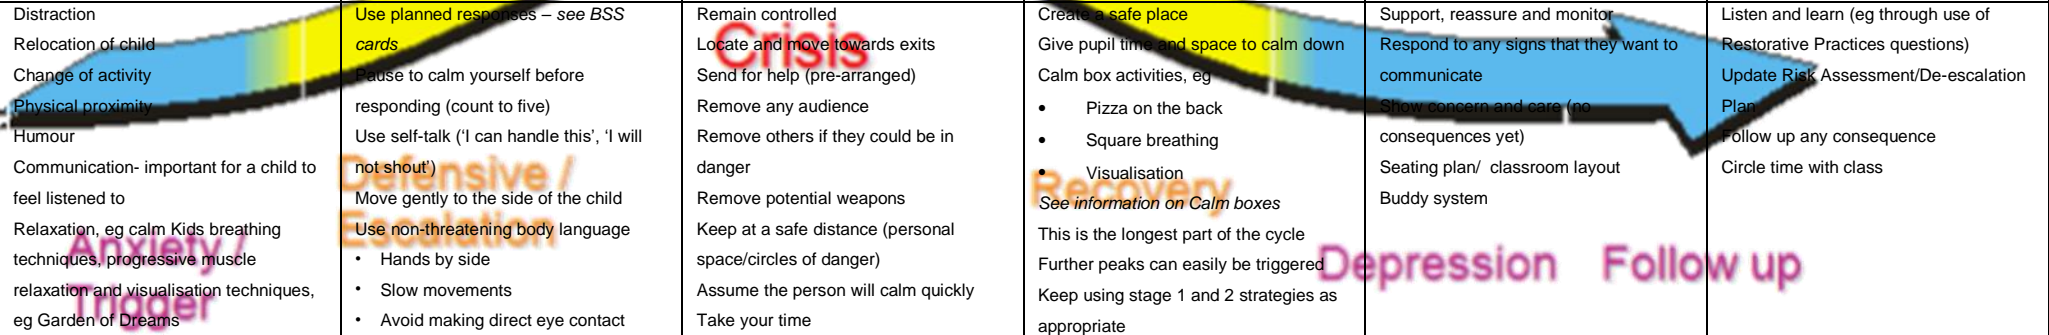 Distraction
Relocation of child
Change of activity
Physical proximity
Humour
Communication- important for a child to
feel listened to
Relaxation, eg calm Kids breathing
techniques, progressive muscle
relaxation and visualisation techniques,
eg Garden of Dreams
Anxiety /
Trigger
Use planned responses – see BSS
cards
Pause to calm yourself before
responding (count to five)
Use self-talk (‘I can handle this’, ‘I will
not shout’)
Move gently to the side of the child
Use non-threatening body language
• Hands by side
• Slow movements
• Avoid making direct eye contact
Defensive /
Escalation
Remain controlled
Locate and move towards exits
Send for help (pre-arranged)
Remove any audience
Remove others if they could be in
danger
Remove potential weapons
Keep at a safe distance (personal
space/circles of danger)
Assume the person will calm quickly
Take your time
Crisis
Create a safe place
Give pupil time and space to calm down
Calm box activities, eg
• Pizza on the back
• Square breathing
• Visualisation
See information on Calm boxes
This is the longest part of the cycle
Further peaks can easily be triggered
Keep using stage 1 and 2 strategies as
appropriate
Recovery
Support, reassure and monitor
Respond to any signs that they want to
communicate
Show concern and care (no
consequences yet)
Seating plan/  classroom layout
Buddy system
Depression
Listen and learn (eg through use of
Restorative Practices questions)
Update Risk Assessment/De-escalation
Plan
Follow up any consequence
Circle time with class
Follow up